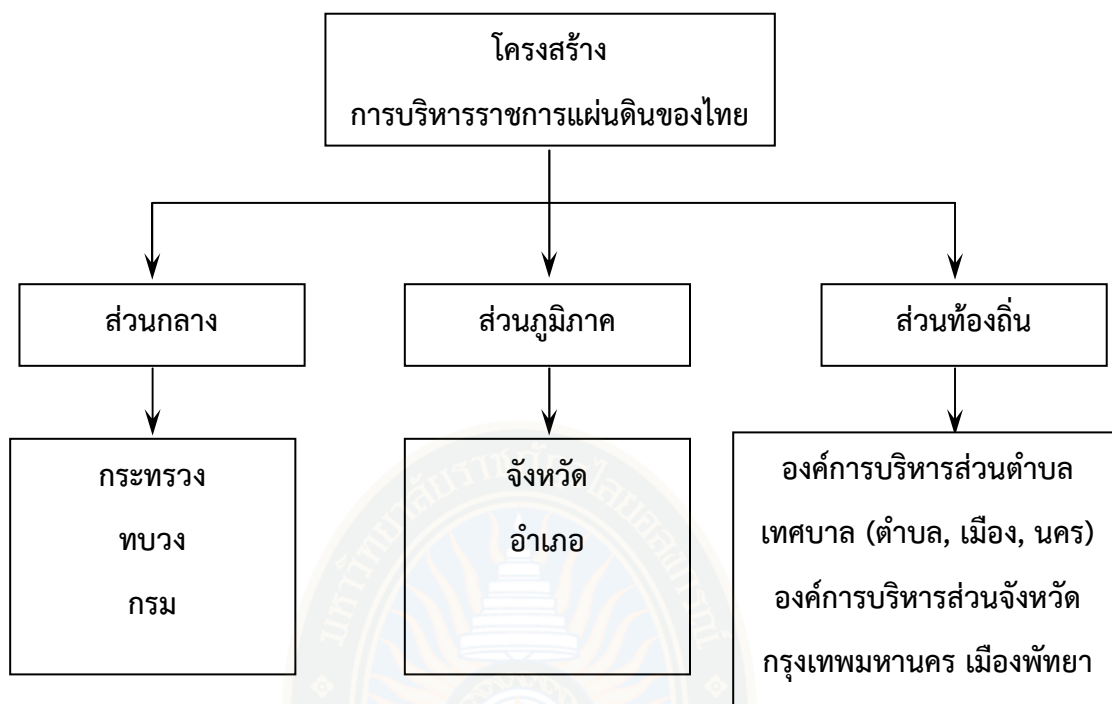 โครงสร้าง
การบริหารราชการแผ่นดินของไทย
ส่วนกลาง
ส่วนภูมิภาค
ส่วนท้องถิ่น
กระทรวง
ทบวง
กรม
จังหวัด
อำเภอ
องค์การบริหารส่วนตำบล
เทศบาล (ตำบล, เมือง, นคร)
องค์การบริหารส่วนจังหวัด
กรุงเทพมหานคร เมืองพัทยา